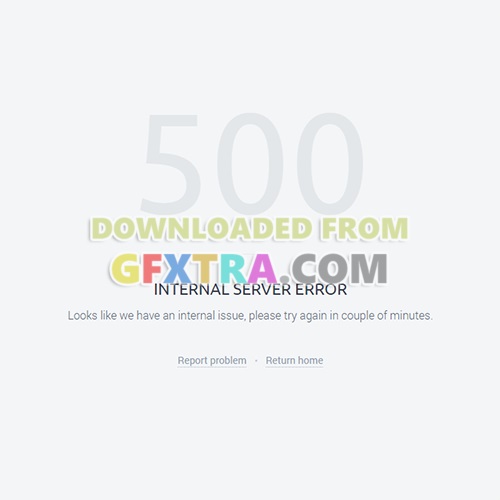 500
DOWNLOADED FROM
GFXTRA.COM
INTERNAL SERVER ERROR
Looks like we have an internal issue, please try again in couple of minutes.
Report problem · Return home